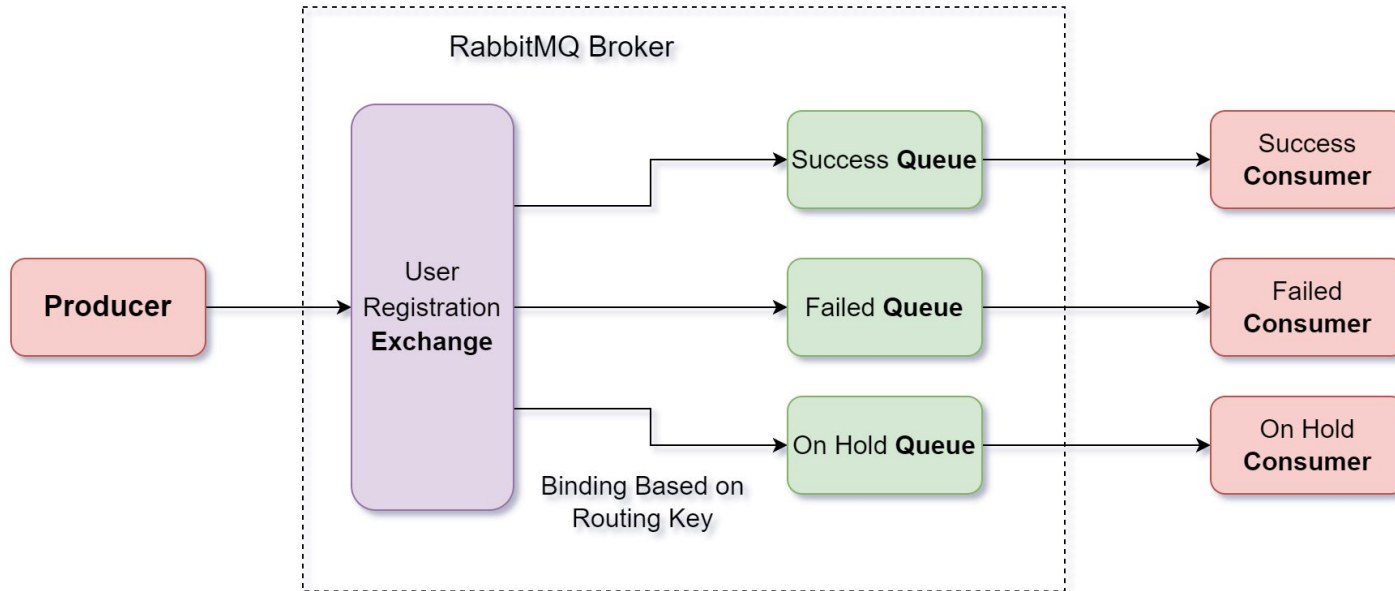 RabbitMQ Broker
Producer
User
Registration
Exchange
Success Queue
Failed Queue
On Hold Queue
Binding Based on
Routing Key
Success
Consumer
Failed
Consumer
On Hold
Consumer